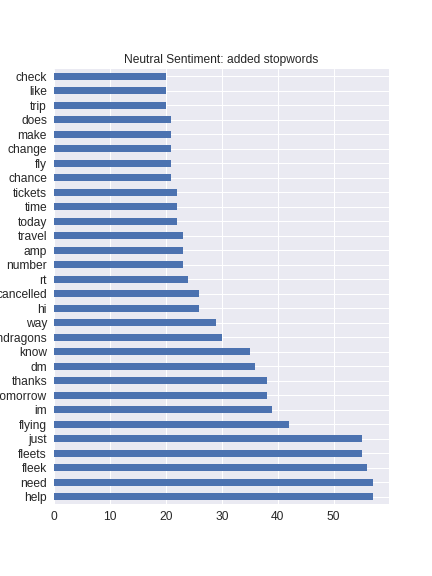 Neutral Sentiment: added stopwords
check
like
trip
does
make
change
fly
chance
tickets
time
today
travel
amp
number
rt
cancelled
hi
way
ndragons
know
dm
thanks
omorrow
im
flying
just
fleets
fleek
need
help
0 10 20 30 40 50